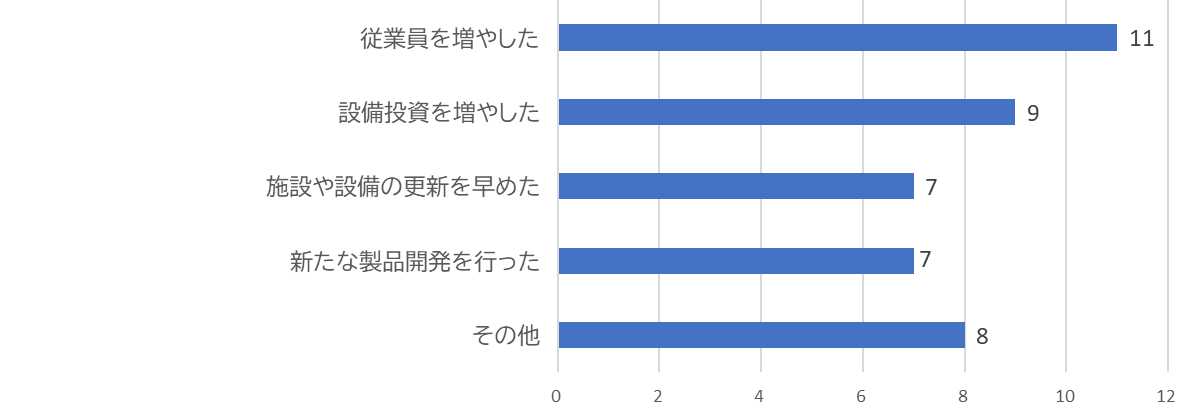 従業員を増やした 11
設備投資を増やした 9
施設や設備の更新を早めた 7
新たな製品開発を行った 7
その他 8
0 2 4 6 8 10 12